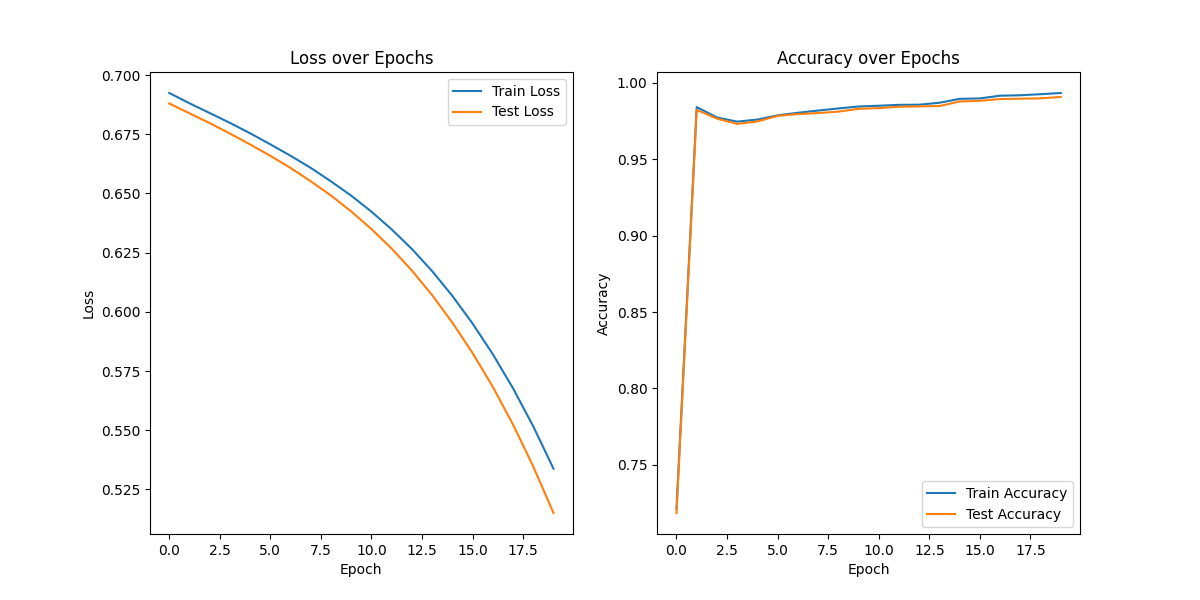 Loss over Epochs
0.700
0.675
0.650
0.625
0.600
0.575
0.550
0.525
Loss
Train Loss
Test Loss
0.0 2.5 5.0 7.5 10.0 12.5 15.0 17.5
Epoch
Accuracy over Epochs
1.00
0.95
0.90
0.85
0.80
0.75
Accuracy
Train Accuracy
Test Accuracy
0.0 2.5 5.0 7.5 10.0 12.5 15.0 17.5
Epoch